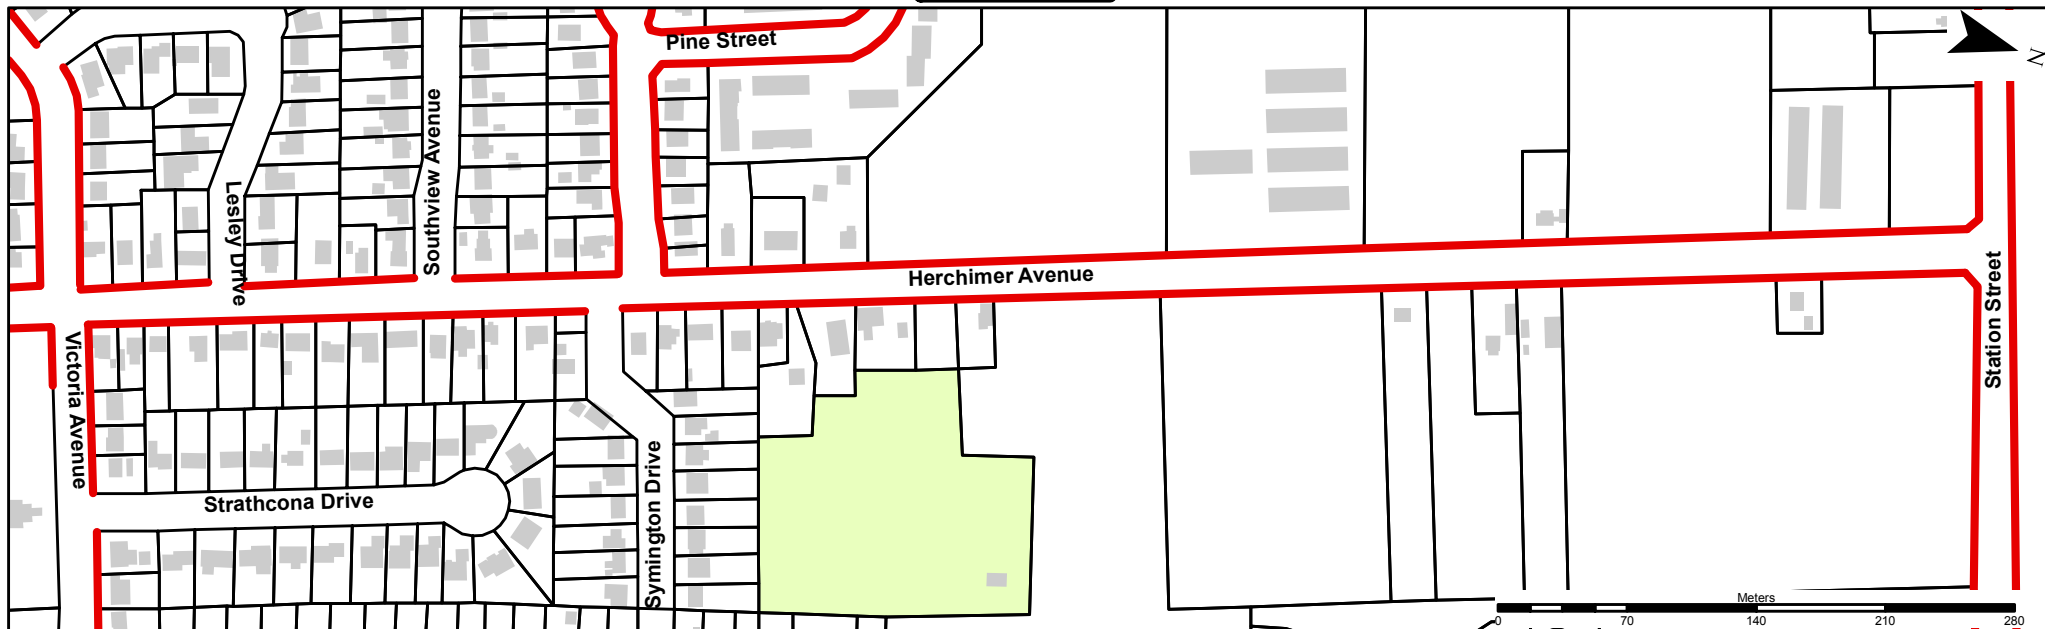 Pine Street
N
Southview Avenue
Lesley Drive
Herchimer Avenue
Station Street
Victoria Avenue
Strathcona Drive
Symington Drive
Meters
0 70 140 210 280